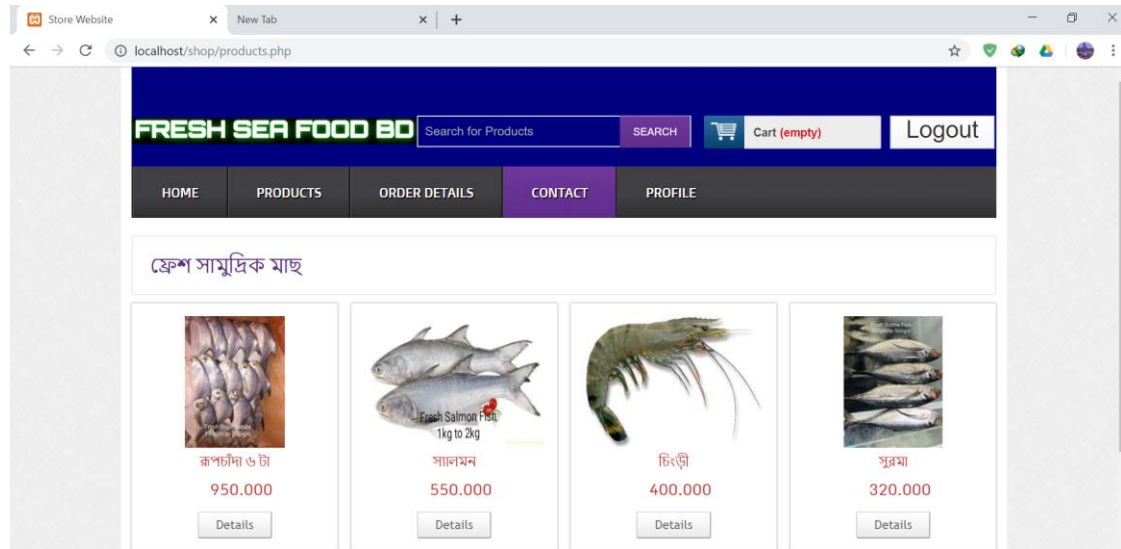 Store Website
New Tab
localhost/shop/products.php
FRESH SEA FOOD BD
Search for Products
SEARCH
Cart (empty)
Logout
HOME PRODUCTS ORDER DETAILS CONTACT PROFILE
ফ্রেশ সামুদ্রিক মাছ
Fresh Salmon Fish
1kg to 2kg
রূপচাঁদা ৬ টা
স্যালমন
চিংড়ী
সুরমা
950.000
550.000
400.000
320.000
Details
Details
Details
Details